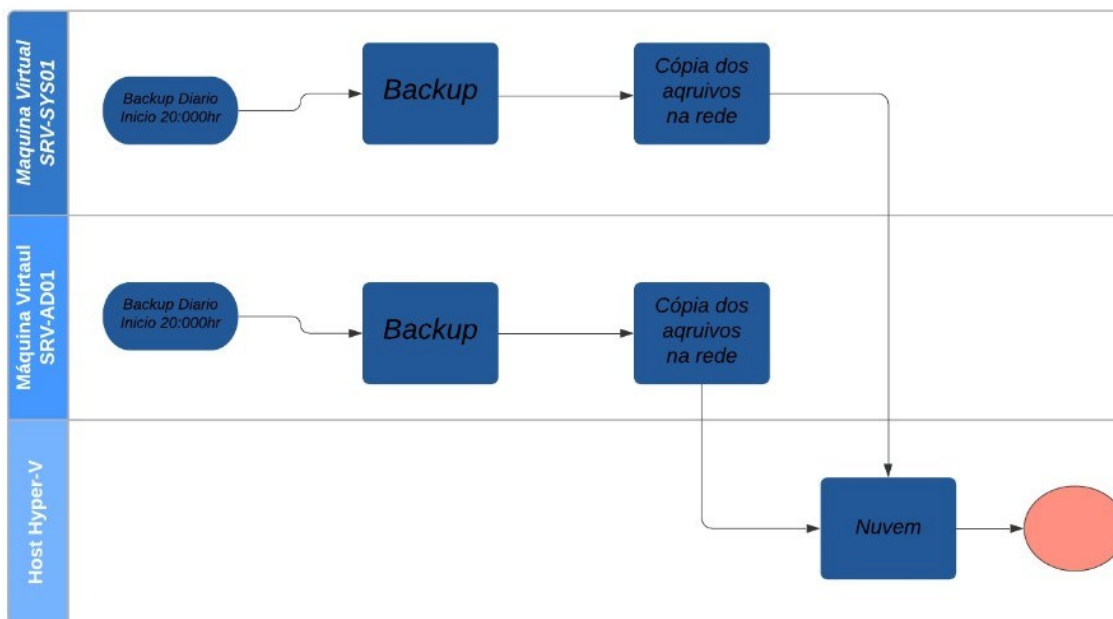 Maquina Virtual
SRV-SYS01
Backup Diario
Inicio 20:000hr
Backup
Cópia dos
aqruivos
na rede
Máquina Virtaul
SRV-AD01
Backup Diario
Inicio 20:000hr
Backup
Cópia dos
aqruivos
na rede
Host Hyper-V
Nuvem